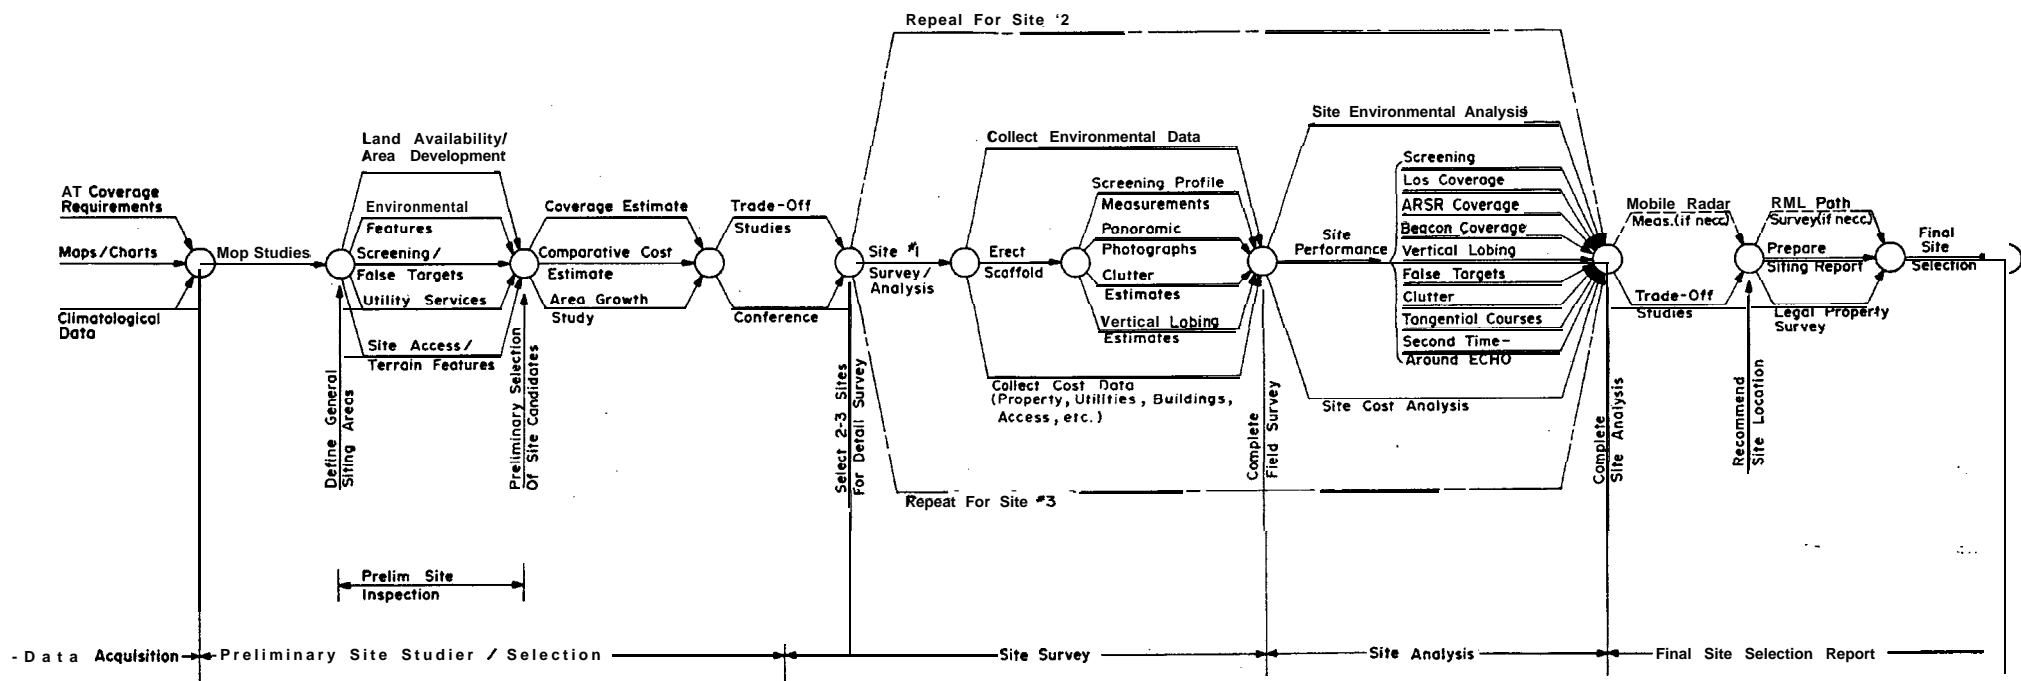 Repeal For Site '2
Site Environmental Analysis
Land Availability/
Area Development
Collect Environmental Data
Screening
AT Coverage
Requirements
Environmental
Features
Coverage Estimate
Trade-Off
Studies
Screening Profile
Measurements
Los Coverage
ARSR Coverage
Mobile Radar
Meas.(if necc.)
RML Path
Survey(if necc.)
Maps/Charts
Mop Studies
Screening/
False Targets
Comparative Cost
Estimate
Site #1
Survey/
Analysis
Erect
Scaffold
Panoramic
Photographs
Site
Performance
Beacon Coverage
Vertical Lobing
Prepare
Siting Report
Final
Site
Selection
Climatological
Data
Utility Services
Area Growth
Study
Conference
Clutter
Estimates
False Targets
Clutter
Trade-Off
Studies
Legal Property
Survey
Site Access/
Terrain Features
Vertical Lobing
Estimates
Tangential Courses
Second Time-
Around ECHO
Collect Cost Data
(Property, Utilities, Buildings,
Access, etc.)
Site Cost Analysis
Define General
Siting Areas
Preliminary Selection
Of Site Candidates
Select 2-3 Sites
For Detail Survey
Complete
Field Survey
Complete
Site Analysis
Recommend
Site Location
Repeat For Site #3
Prelim Site
Inspection
-Data Acquisition
Preliminary Site Studier / Selection
Site Survey
Site Analysis
Final Site Selection Report